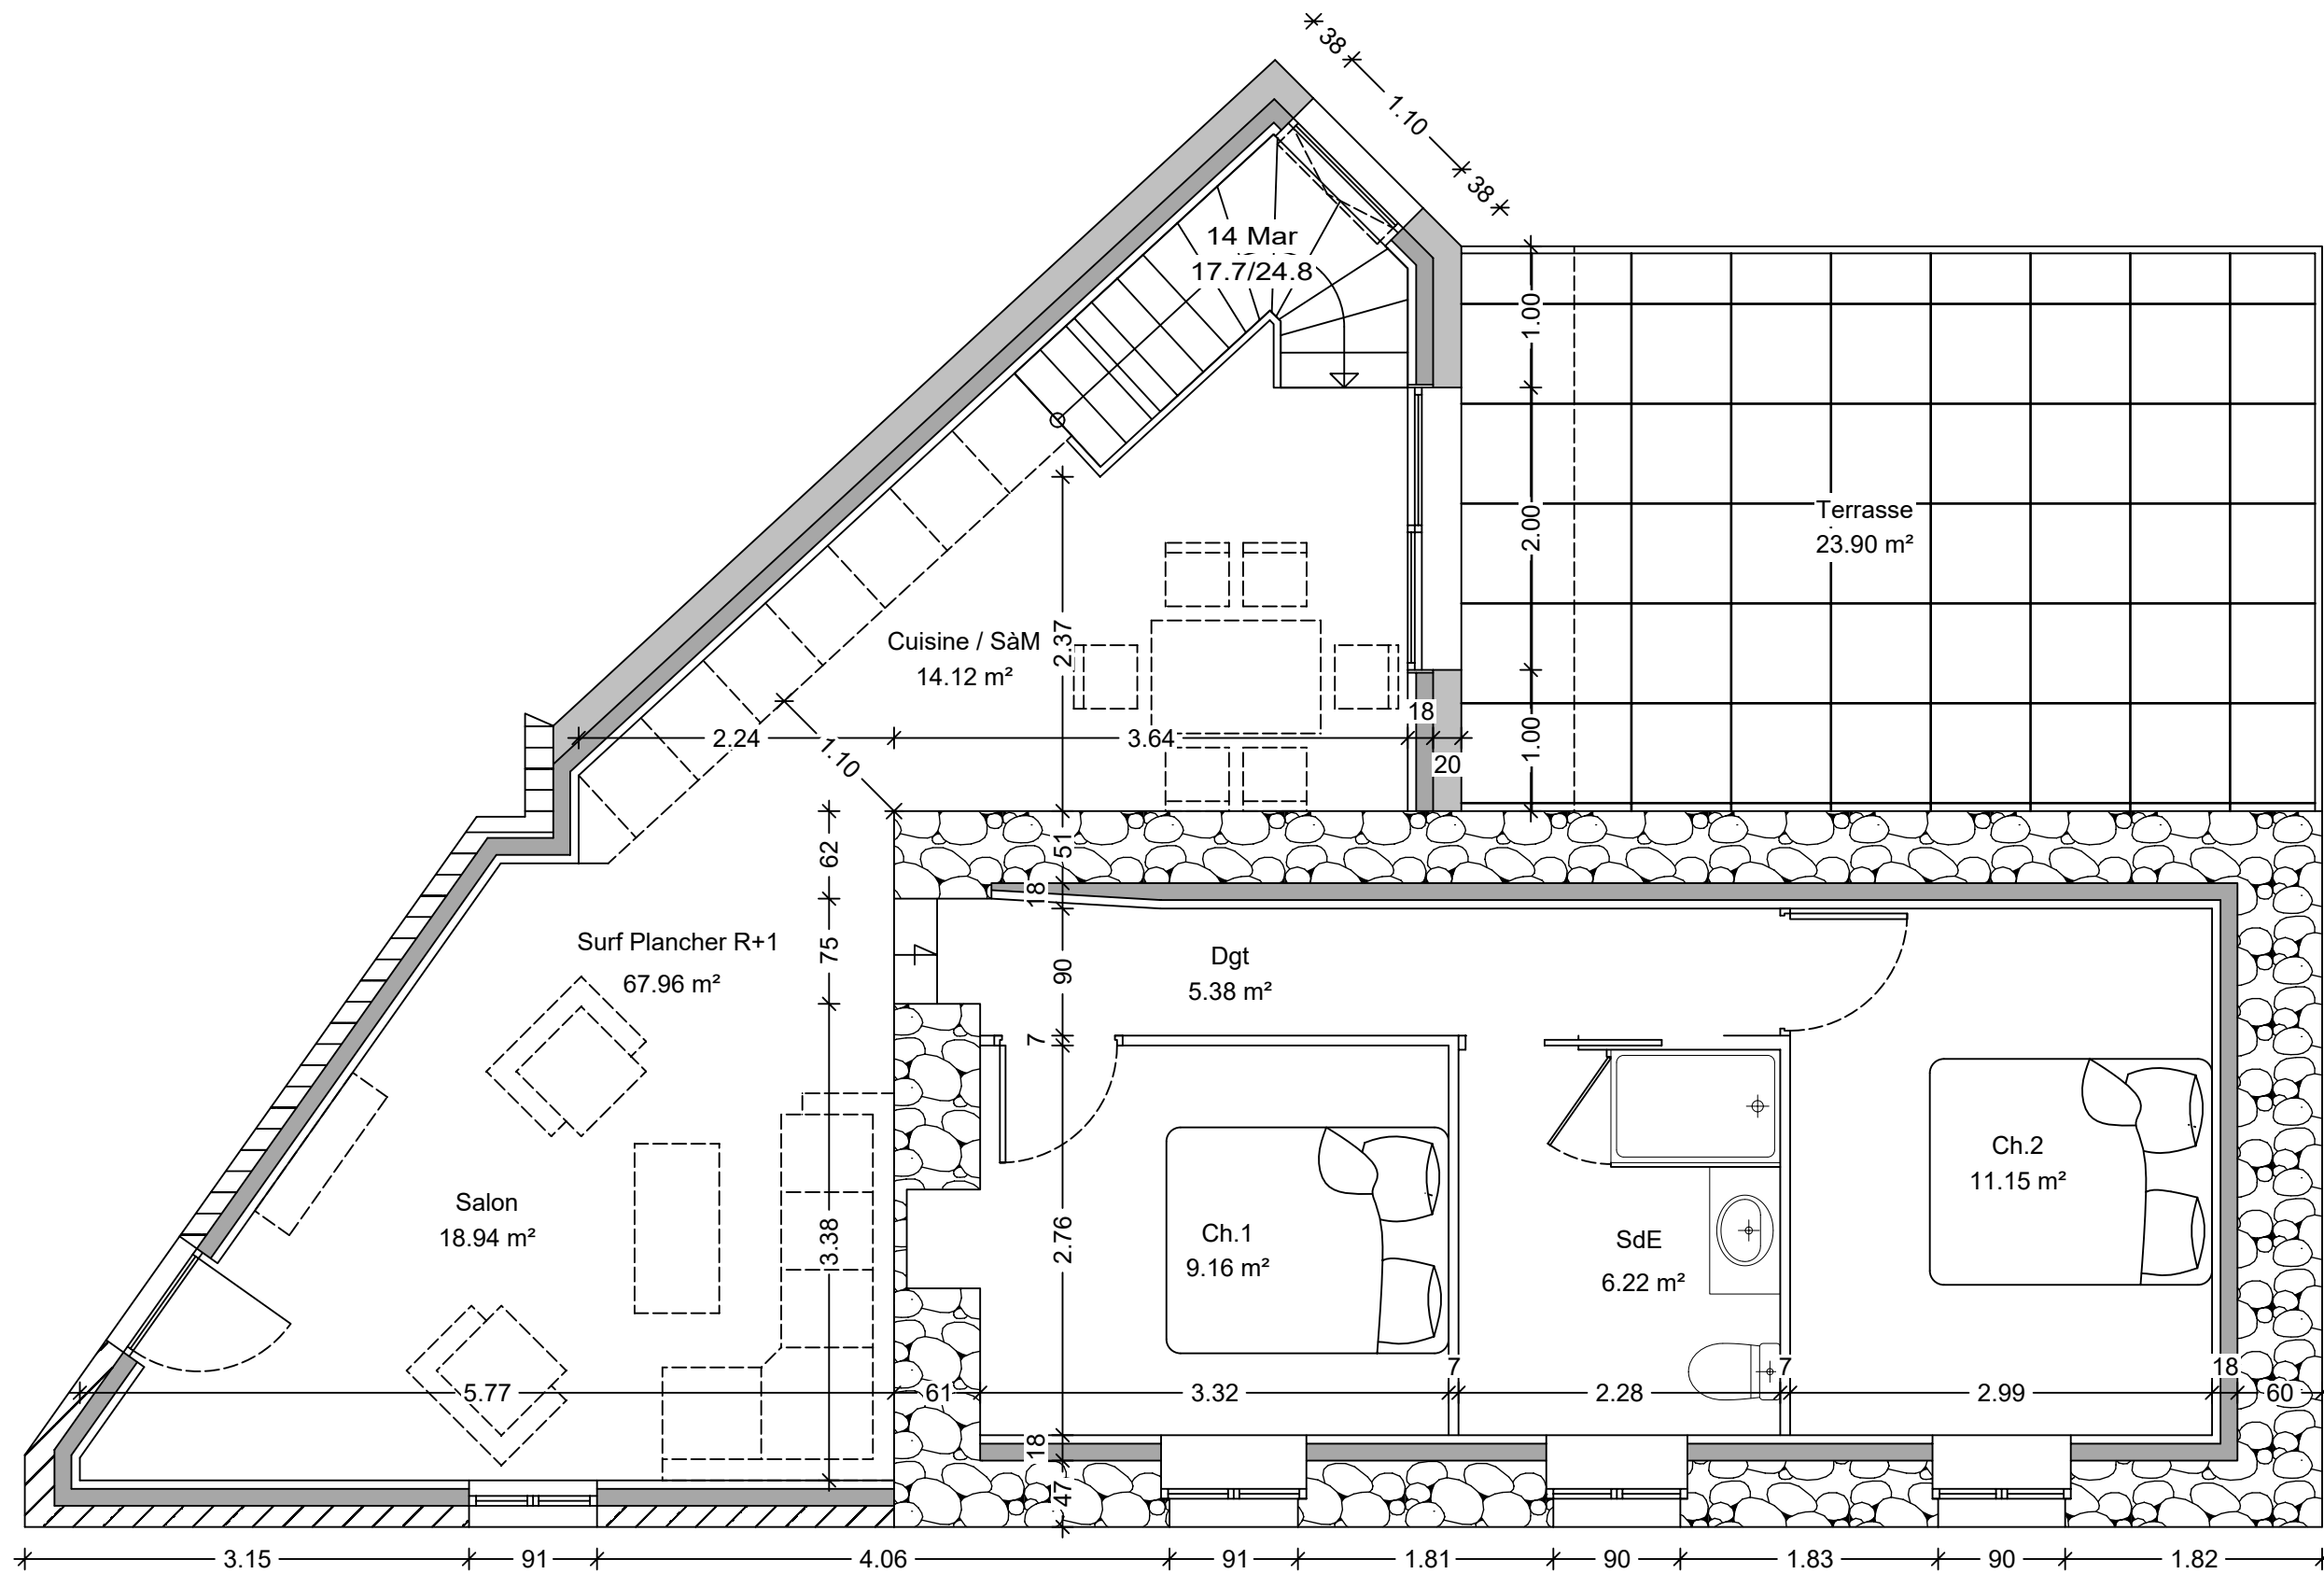 38
1.10
38
14 Mar
17.7/24.8
1.00
Terrasse
23.90 m²
2.00
Cuisine / SàM
14.12 m²
2.37
18
2.24
3.64
1.10
1.00
20
62
51
18
Surf Plancher R+1
67.96 m²
75
Dgt
5.38 m²
90
7
Ch.2
11.15 m²
Salon
18.94 m²
3.38
2.76
Ch.1
9.16 m²
SdE
6.22 m²
7
7
18
5.77
61
3.32
2.28
2.99
60
18
47
3.15
91
4.06
91
1.81
90
1.83
90
1.82